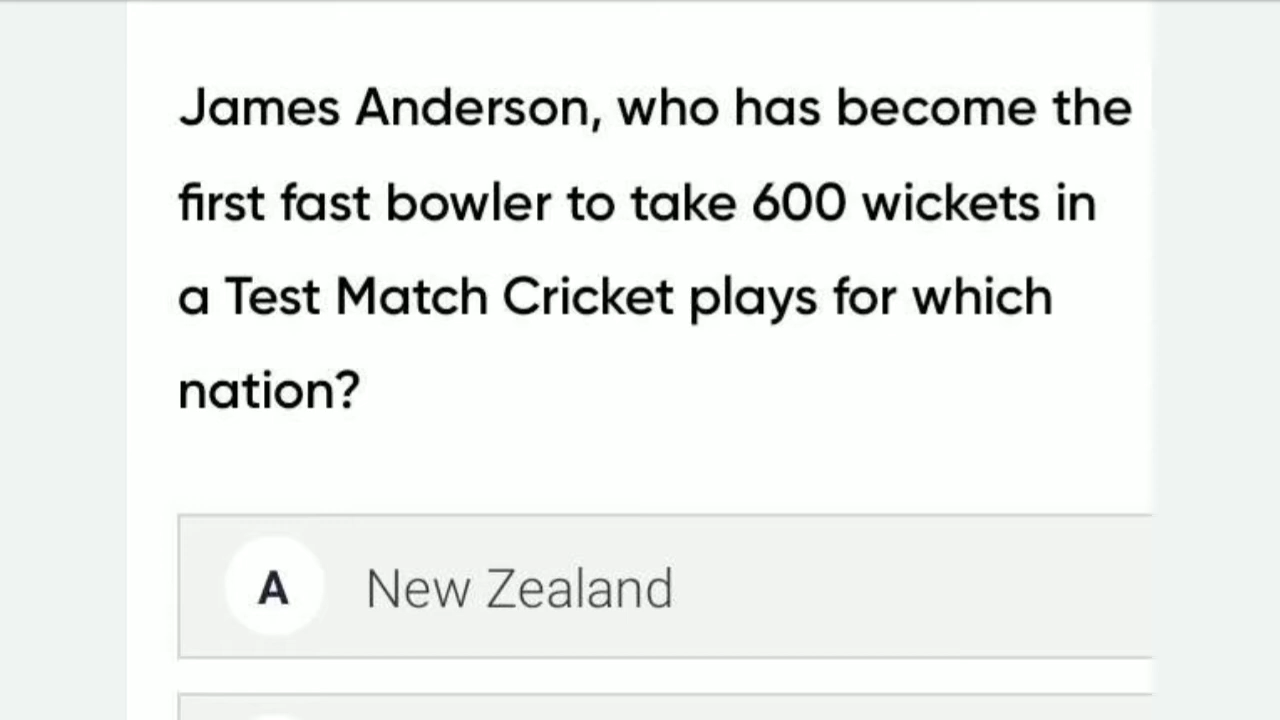 James Anderson, who has become the
first fast bowler to take 600 wickets in
a Test Match Cricket plays for which
nation?
A New Zealand